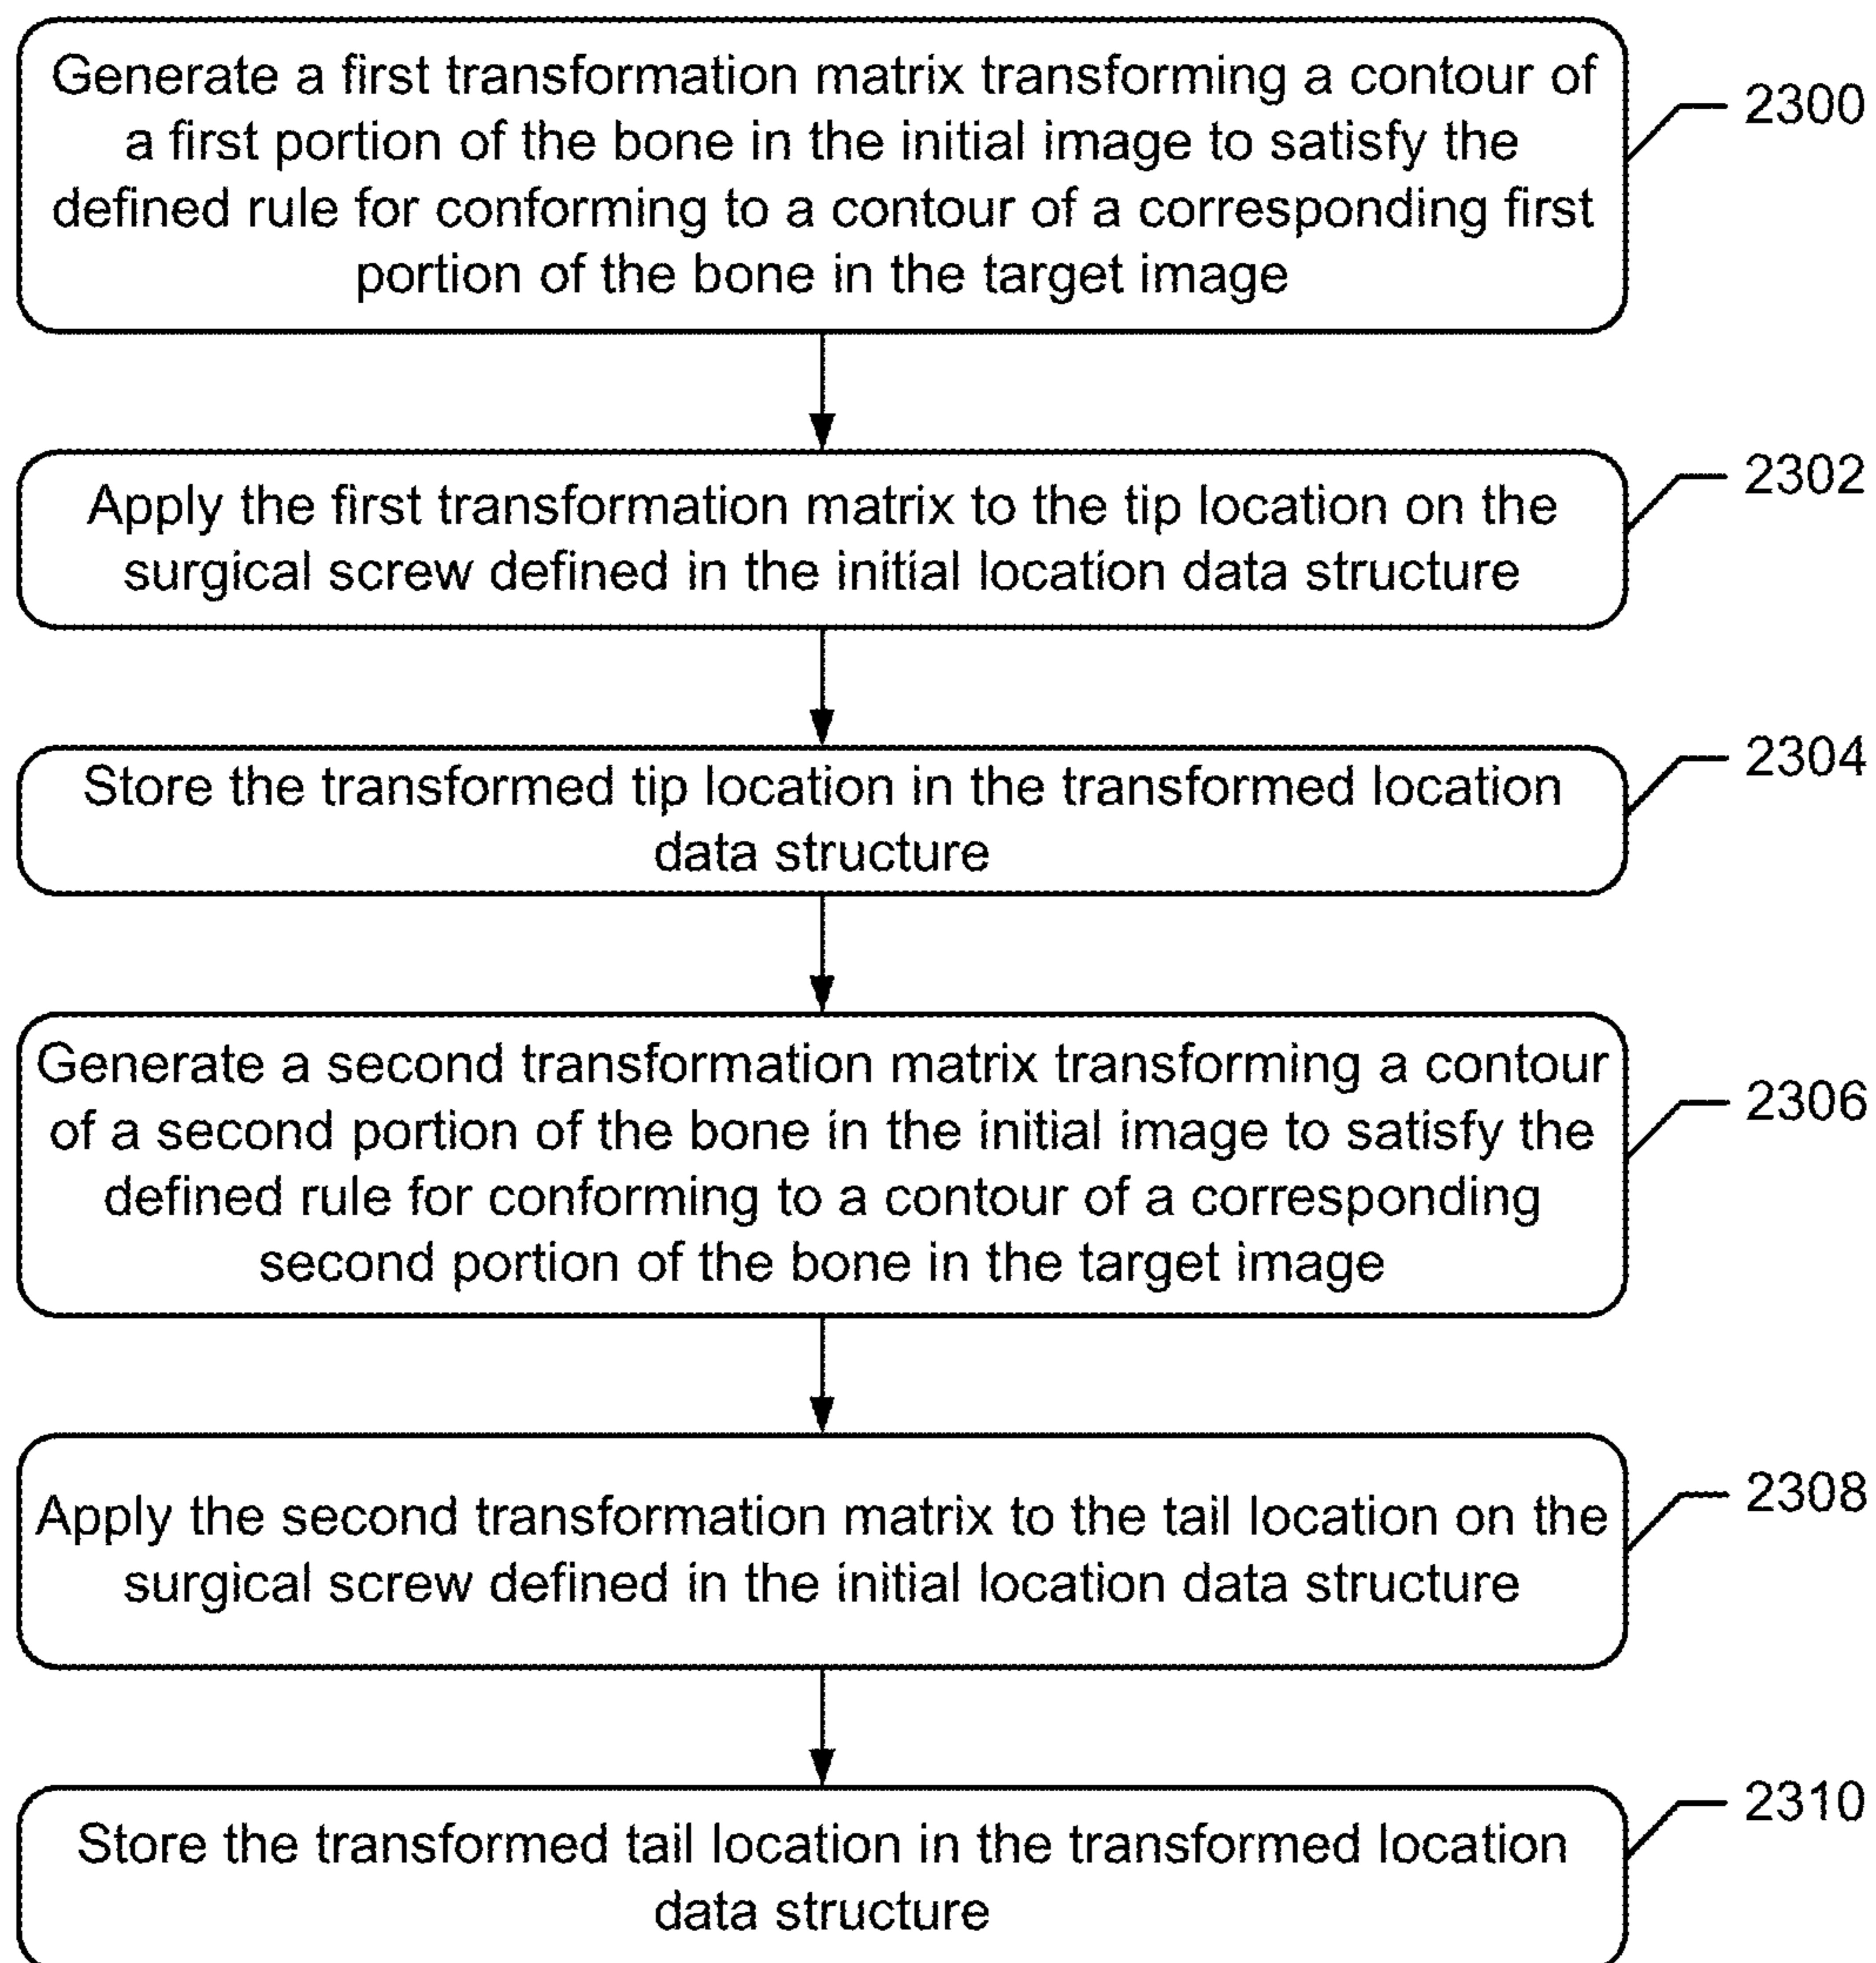 Generate a first transformation matrix transforming a contour of
a first portion of the bone in the initial image to satisfy the
defined rule for conforming to a contour of a corresponding first
portion of the bone in the target image
2300
Apply the first transformation matrix to the tip location on the
surgical screw defined in the initial location data structure
2302
Store the transformed tip location in the transformed location
data structure
2304
Generate a second transformation matrix transforming a contour
of a second portion of the bone in the initial image to satisfy the
defined rule for conforming to a contour of a corresponding
second portion of the bone in the target image
2306
Apply the second transformation matrix to the tail location on the
surgical screw defined in the initial location data structure
2308
Store the transformed tail location in the transformed location
data structure
2310